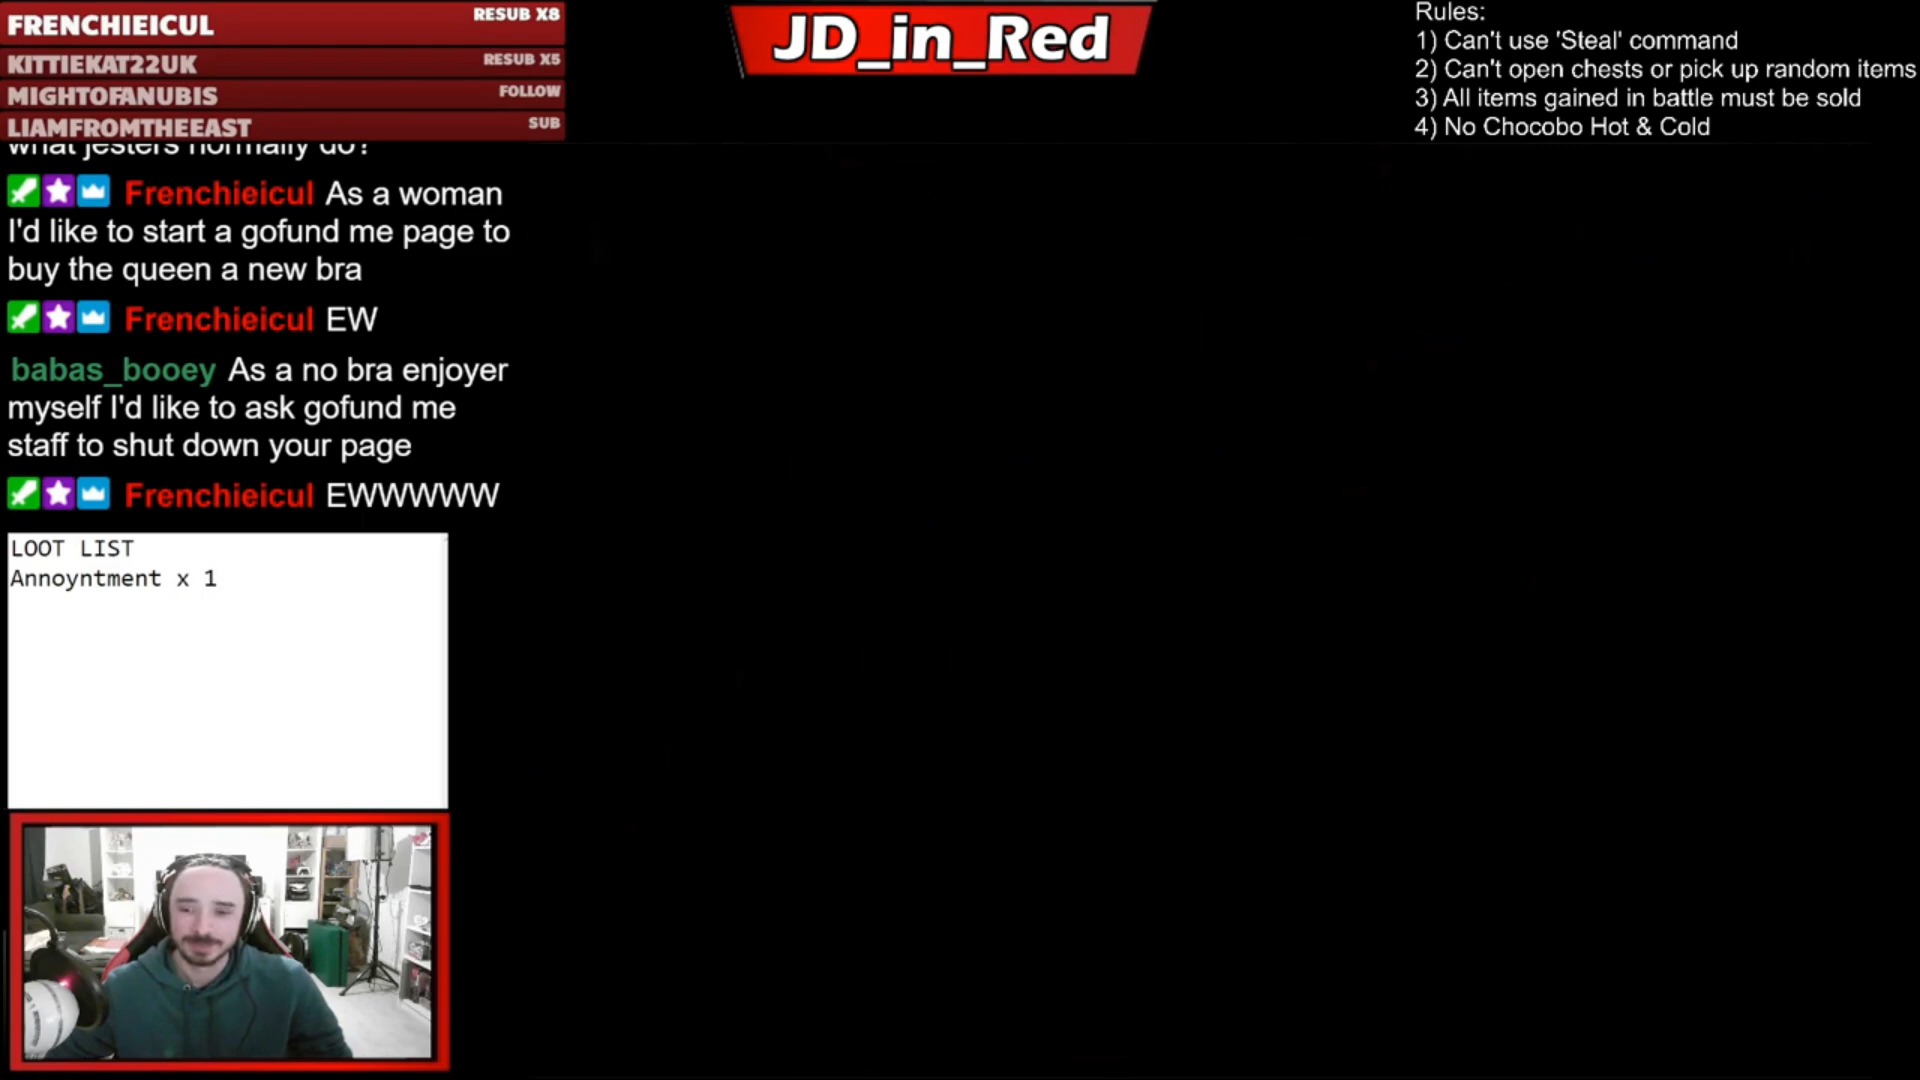 FRENCHIEICUL RESUB X8
KITTIEKAT22UK RESUB X5
MIGHTOFANUBIS FOLLOW
LIAMFROMTHEEAST SUB
JD_in_Red
Rules:
1) Can't use 'Steal' command
2) Can't open chests or pick up random items
3) All items gained in battle must be sold
4) No Chocobo Hot & Cold
what jesters normally do?
Frenchieicul As a woman
I'd like to start a gofund me page to
buy the queen a new bra
Frenchieicul EW
babas_booey As a no bra enjoyer
myself I'd like to ask gofund me
staff to shut down your page
Frenchieicul EWWWWW
LOOT LIST
Annoyntment x 1